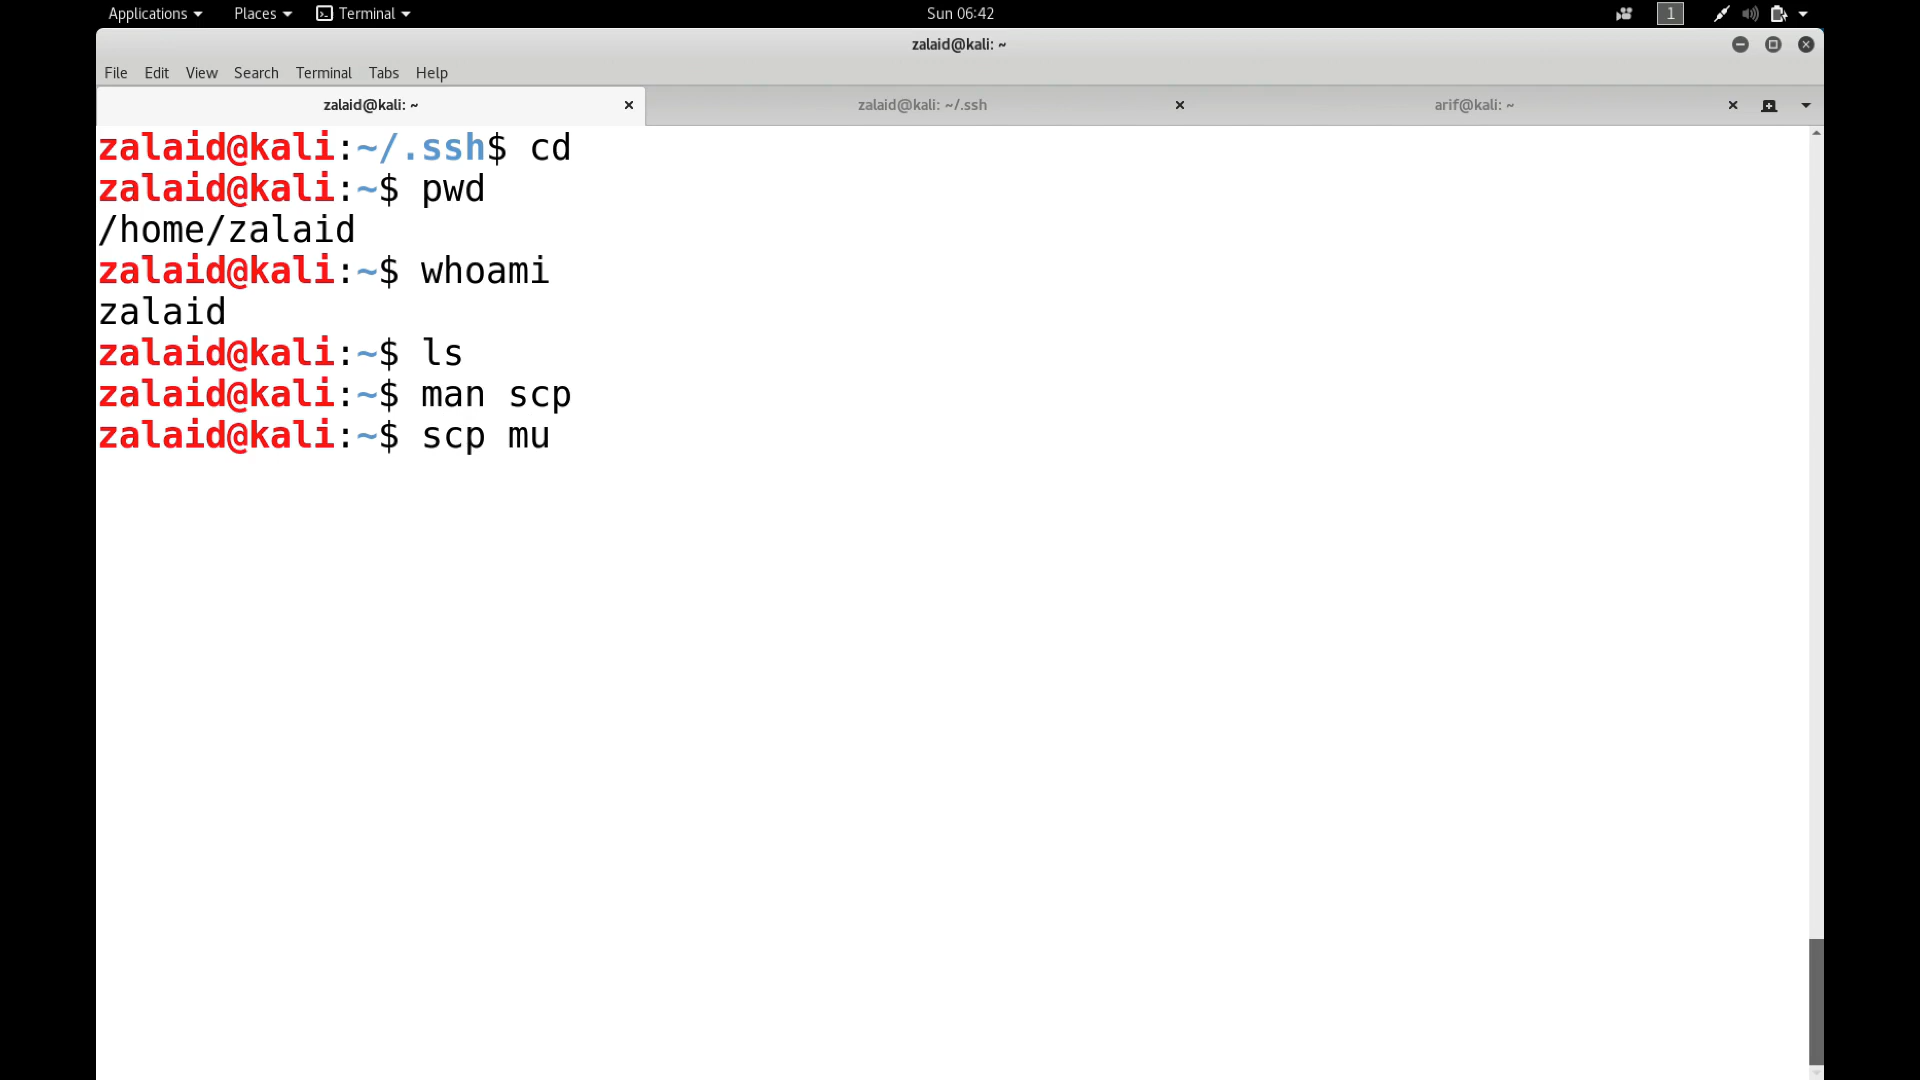 Applications Places Terminal Sun 06:42 1
zalaid@kali: ~
File Edit View Search Terminal Tabs Help
zalaid@kali: ~ zalaid@kali: ~/.ssh arif@kali: ~
zalaid@kali:~/.ssh$ cd
zalaid@kali:~$ pwd
/home/zalaid
zalaid@kali:~$ whoami
zalaid
zalaid@kali:~$ ls
zalaid@kali:~$ man scp
zalaid@kali:~$ scp mu